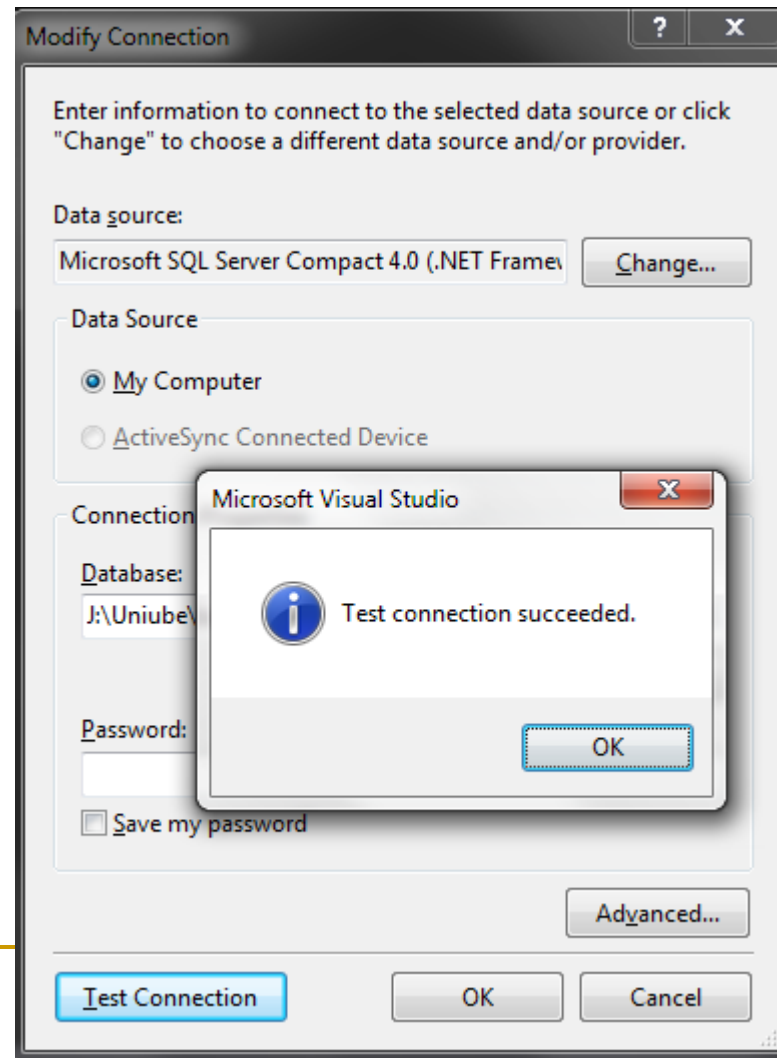 Modify Connection
?
x
Enter information to connect to the selected data source or click
"Change" to choose a different data source and/or provider.
Data source:
Microsoft SQL Server Compact 4.0 (.NET
Change...
Data Source
My Computer
ActiveSync Connected Device
Connection
Database:
J:\Uniube\
Password:
Save my password
Microsoft Visual Studio
x
Test connection succeeded.
OK
Advanced...
Test Connection
OK
Cancel